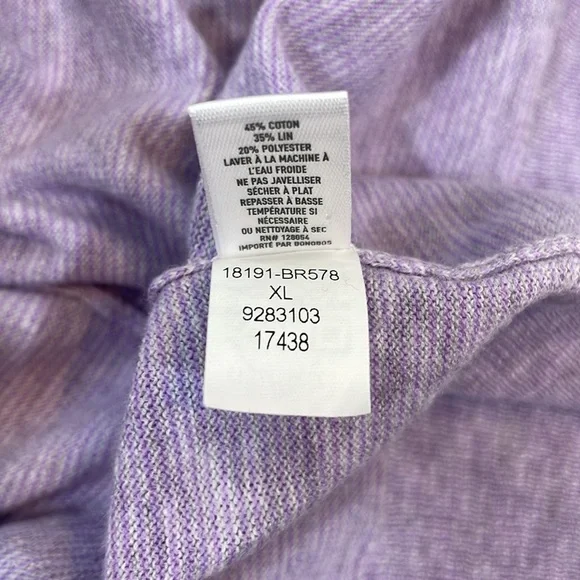 45% COTON
35% LIN
20% POLYESTER
LAVER À LA MACHINE À
L'EAU FROIDE
NE PAS JAVELLISER
SÉCHER À PLAT
REPASSER À BASSE
TEMPÉRATURE SI
NÉCESSAIRE
OU NETTOYAGE À SEC
RN# 128054
IMPORTÉ PAR BONOBOS
18191-BR578
XL
9283103
17438